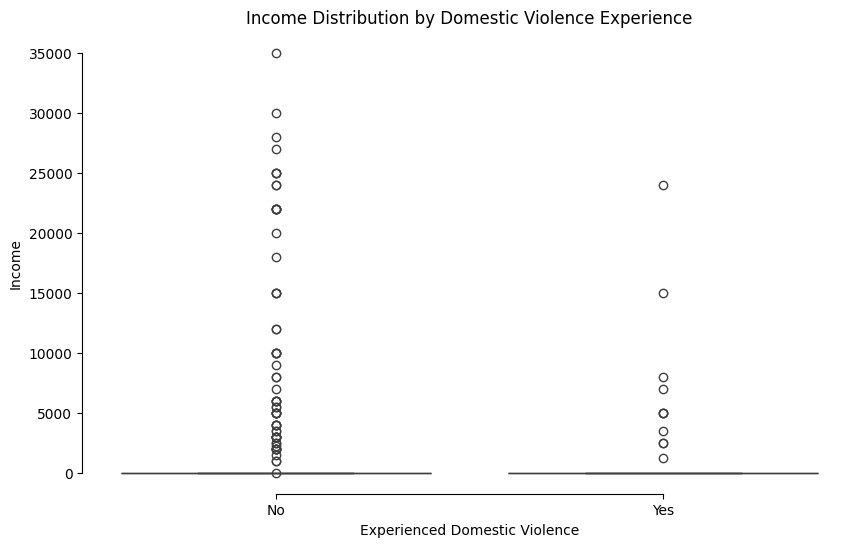 Income Distribution by Domestic Violence Experience
35000
30000
25000
20000
15000
10000
5000
0
Income
No
Yes
Experienced Domestic Violence